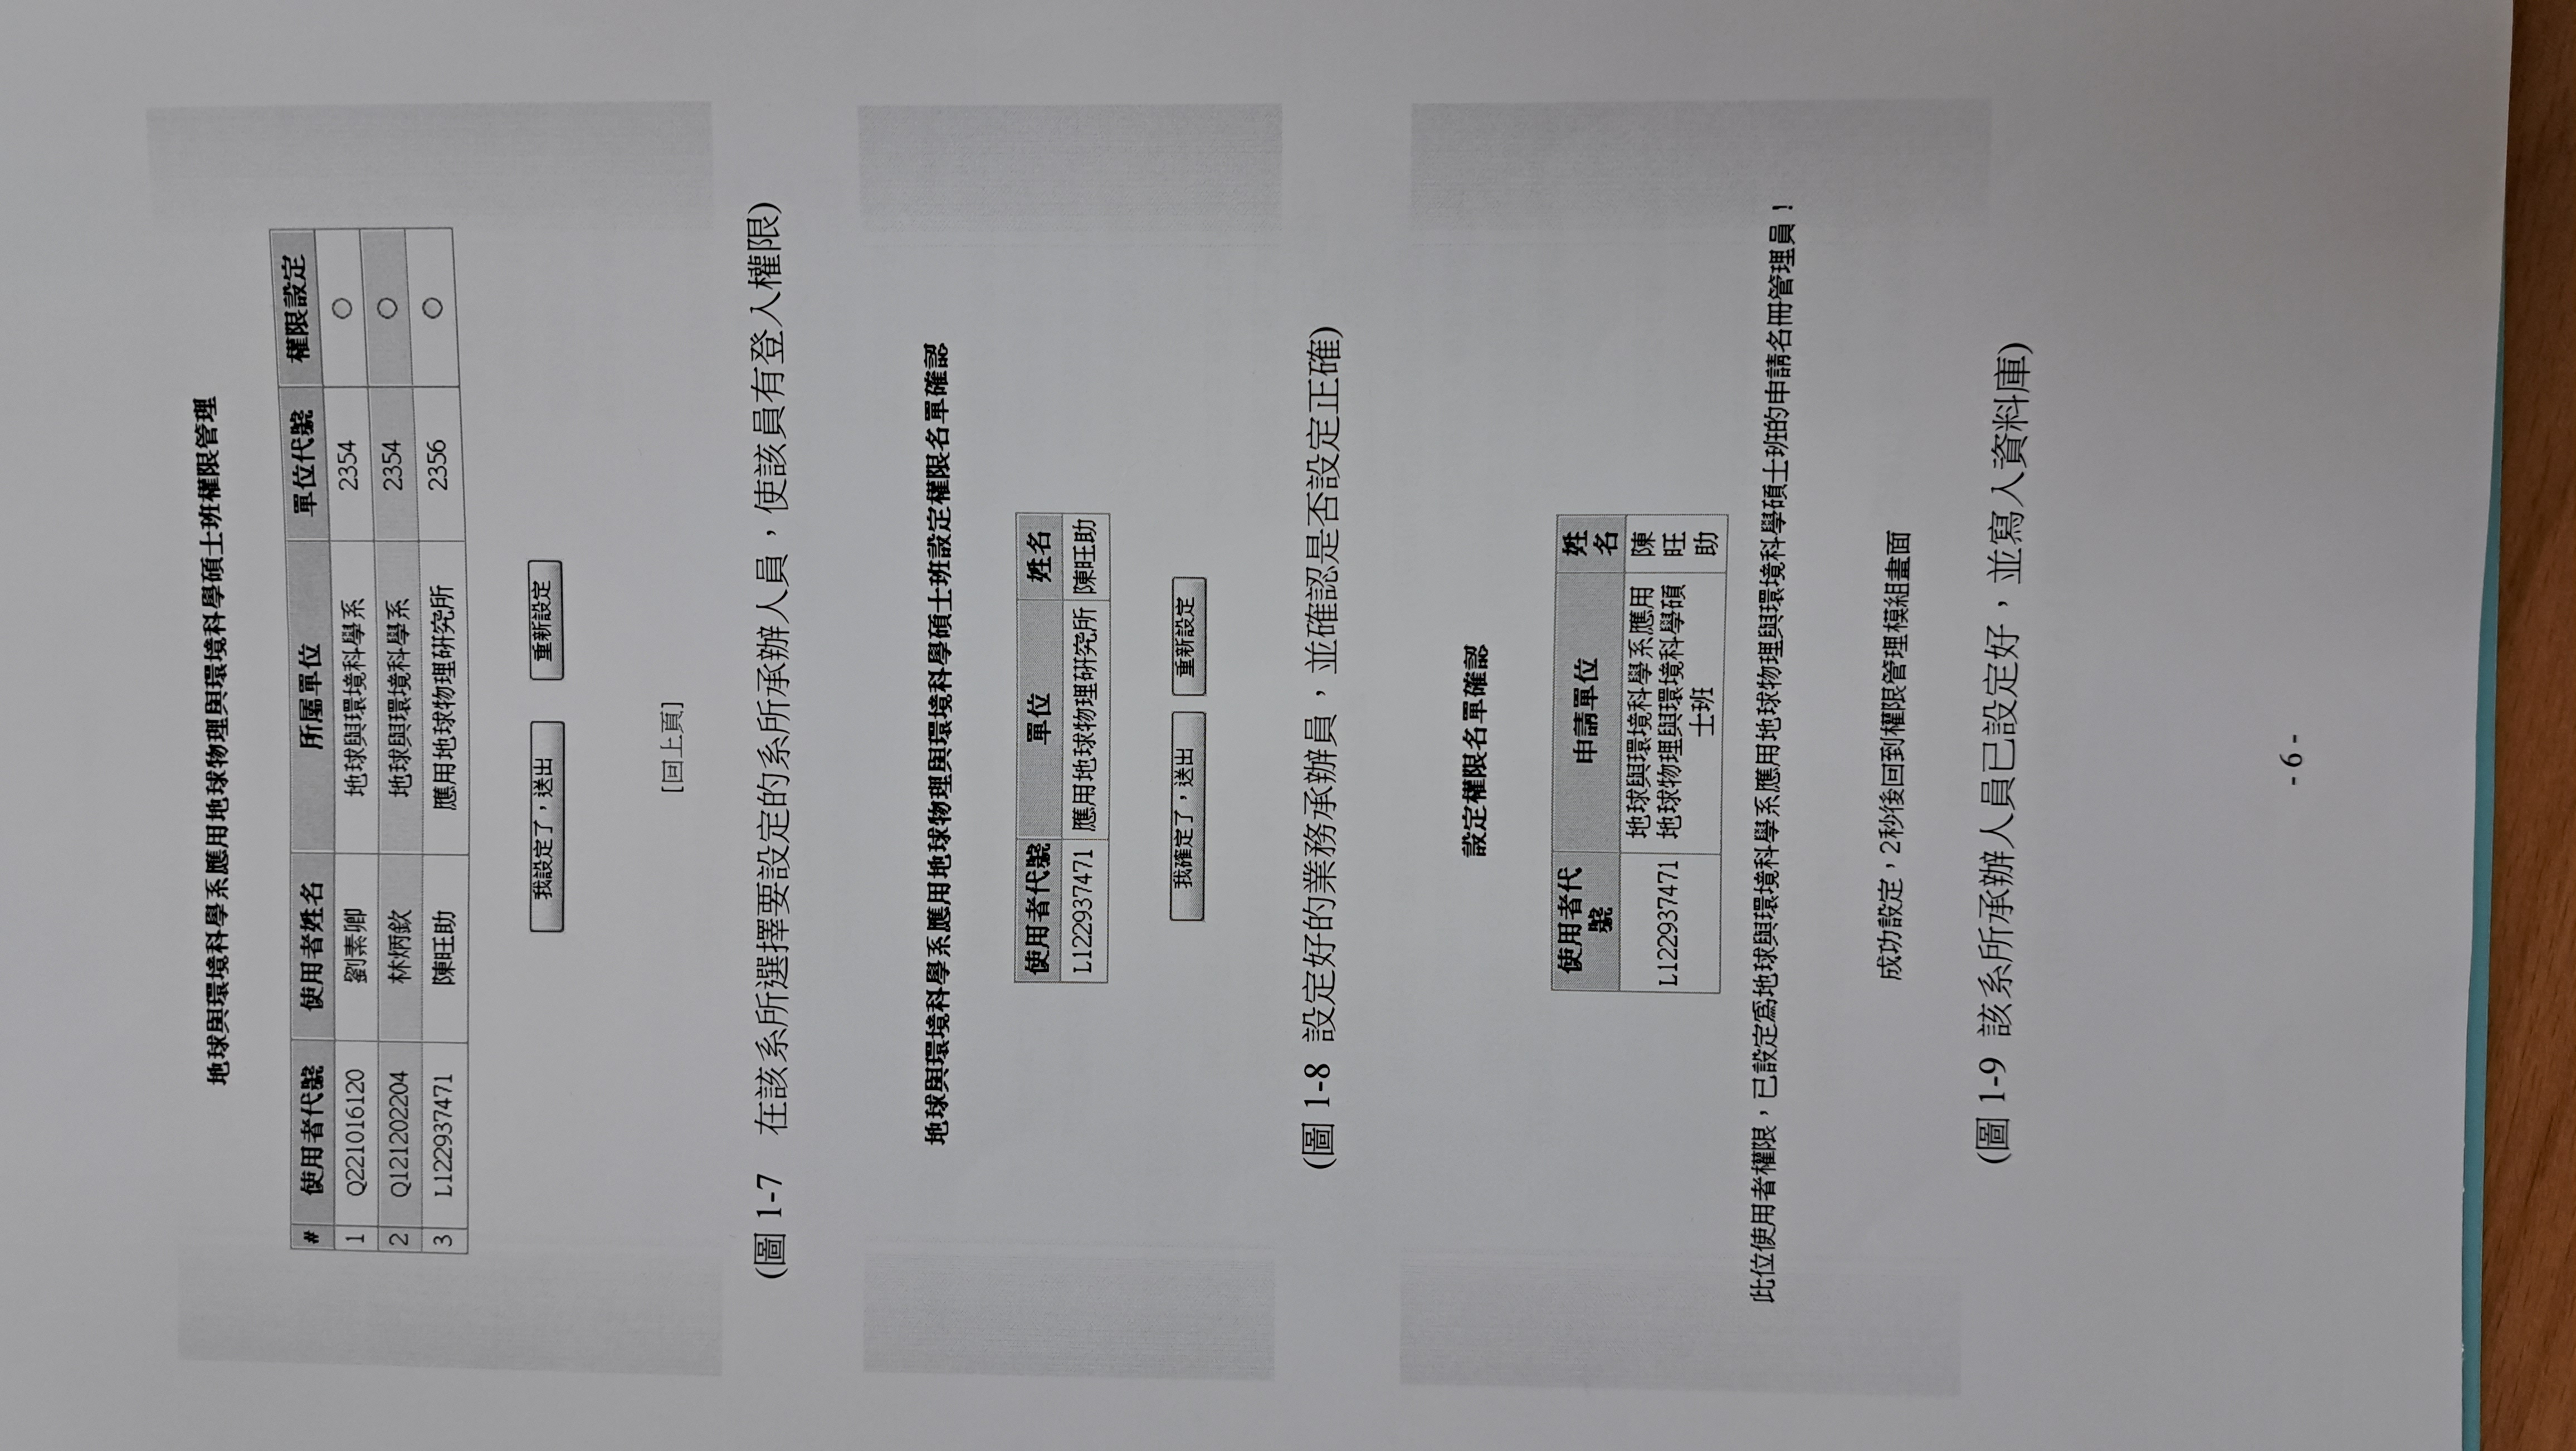 地球與環境科學系應用地球物理與環境科學碩士班權限管理
# 使用者代號 使用者姓名 所屬單位 單位代號 權限設定
1 Q221016120 劉素卿 地球與環境科學系 2354
2 Q121202204 林炳欽 地球與環境科學系 2354
3 L122937471 陳旺助 應用地球物理研究所 2356
我設定了，送出 重新設定
[回上頁]
(圖 1-7 在該系所選擇要設定的系所承辦人員，使該員有登入權限)
地球與環境科學系應用地球物理與環境科學碩士班設定權限名單確認
使用者代號 單位 姓名
L122937471 應用地球物理研究所 陳旺助
我確定了，送出 重新設定
(圖 1-8 設定好的業務承辦員，並確認是否設定正確)
設定權限名單確認
使用者代
號
申請單位
姓
名
L122937471
地球與環境科學系應用
地球物理與環境科學碩
士班
陳
旺
助
此位使用者權限，已設定為地球與環境科學系應用地球物理與環境科學碩士班的申請名冊管理員！
成功設定，2秒後回到權限管理模組畫面
(圖 1-9 該系所承辦人員已設定好，並寫入資料庫)
- 6 -